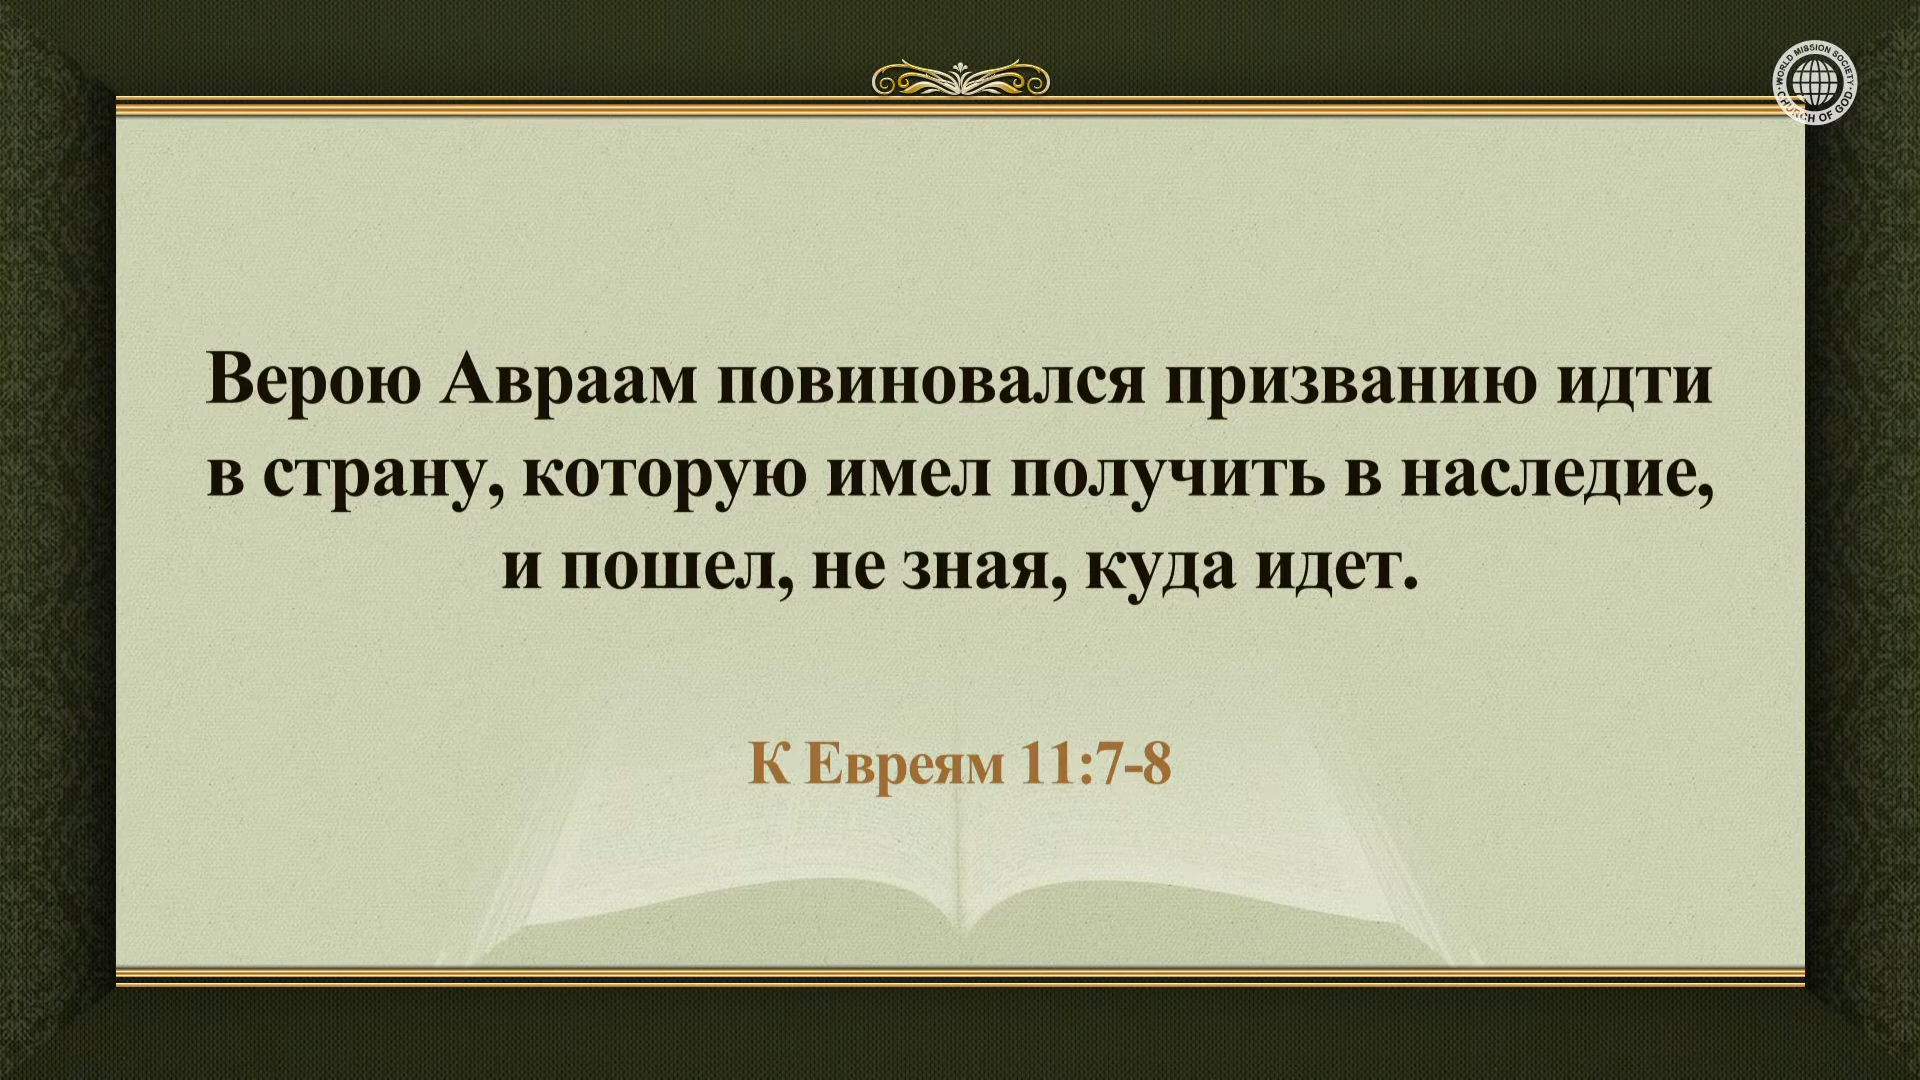 WORLD MISSION SOCIETY
CHURCH OF GOD
Верою Авраам повиновался призванию идти
в страну, которую имел получить в наследие,
и пошел, не зная, куда идет.
К Евреям 11:7-8